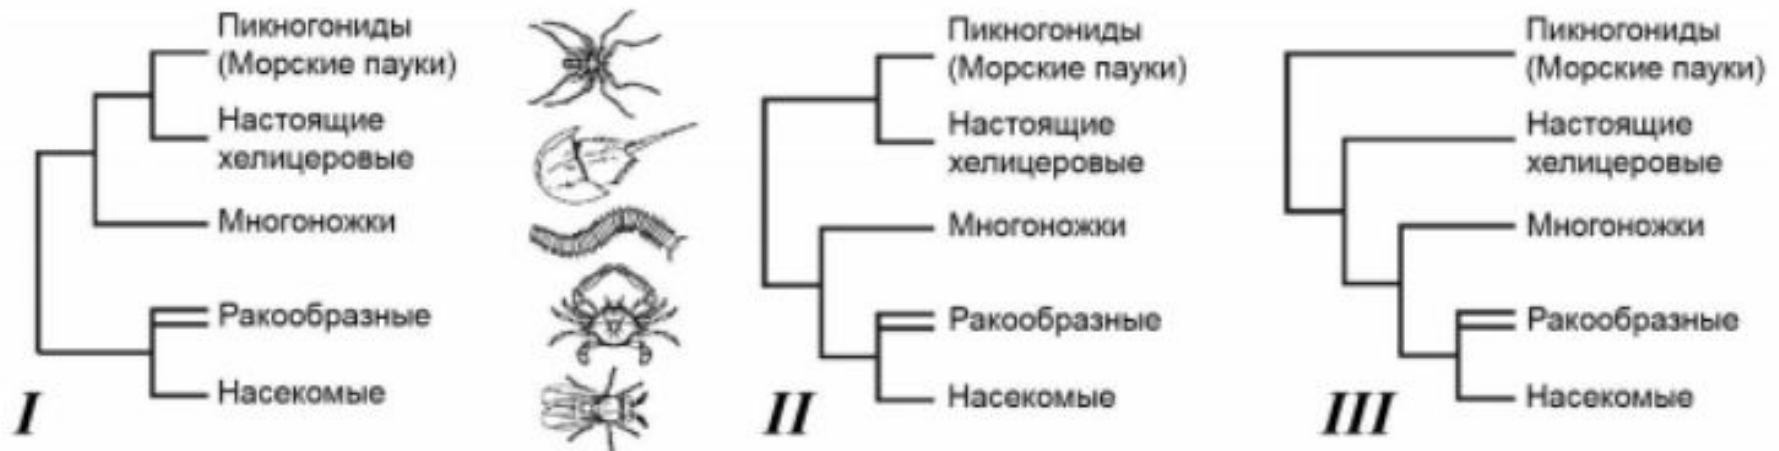 Пикногониды
(Морские пауки)
Настоящие
хелицеровые
Многоножки
Ракообразные
Насекомые
I
Пикногониды
(Морские пауки)
Настоящие
хелицеровые
Многоножки
Ракообразные
Насекомые
II
Пикногониды
(Морские пауки)
Настоящие
хелицеровые
Многоножки
Ракообразные
Насекомые
III